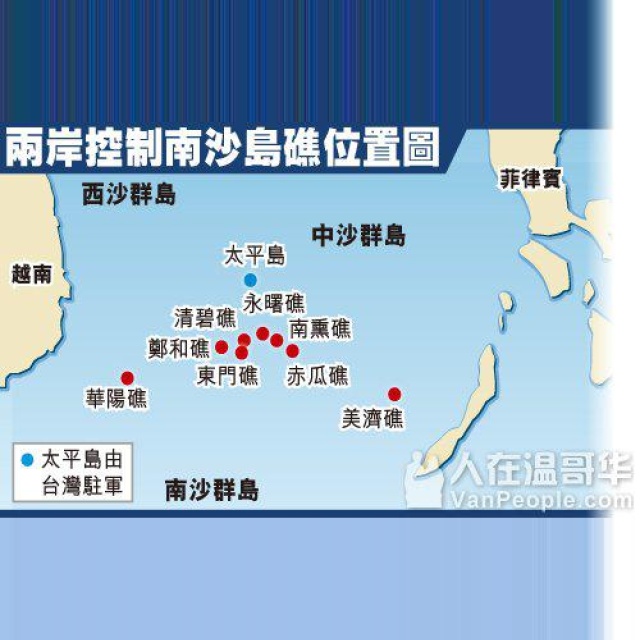 兩岸控制南沙島礁位置圖
西沙群島
菲律賓
中沙群島
太平島
越南
永曙礁
清碧礁
南熏礁
鄭和礁
東門礁
赤瓜礁
華陽礁
美濟礁
太平島由
台灣駐軍
南沙群島
人在温哥华
VanPeople.com